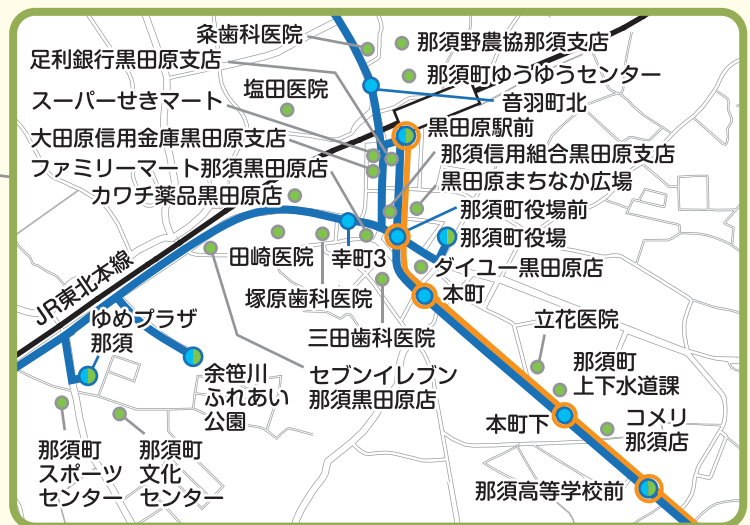 粂歯科医院
那須野農協那須支店
足利銀行黒田原支店
那須町ゆうゆうセンター
塩田医院
スーパーせきマート
音羽町北
黒田原駅前
大田原信用金庫黒田原支店
那須信用組合黒田原支店
ファミリーマート那須黒田原店
黒田原まちなか広場
カワチ薬品黒田原店
那須町役場前
那須町役場
JR東北本線
田崎医院
幸町3
ダイユー黒田原店
塚原歯科医院
本町
ゆめプラザ
那須
三田歯科医院
立花医院
余笹川
ふれあい
公園
セブンイレブン
那須黒田原店
那須町
上下水道課
本町下
コメリ
那須店
那須町
スポーツ
センター
那須町
文化
センター
那須高等学校前